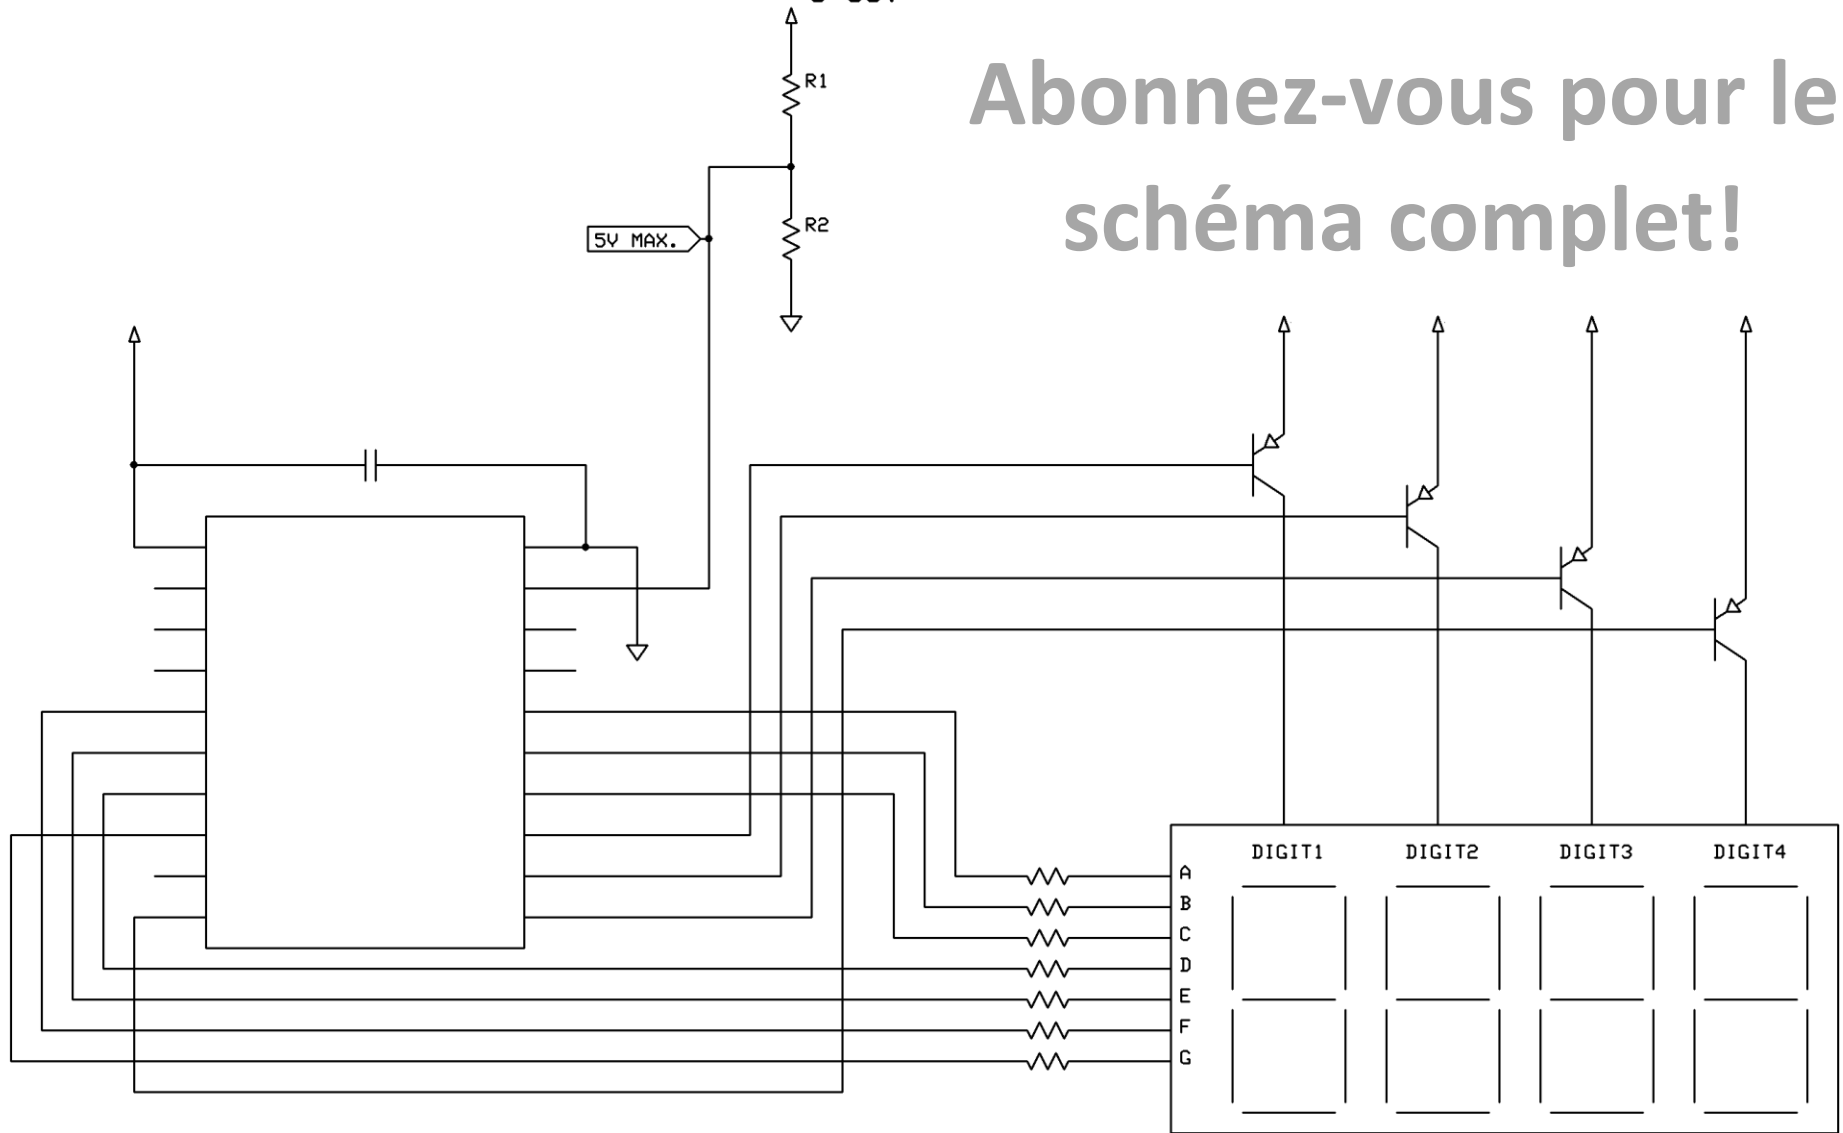 R1
Abonnez-vous pour le
schéma complet!
R2
5V MAX.
DIGIT1 DIGIT2 DIGIT3 DIGIT4
A
B
C
D
E
F
G